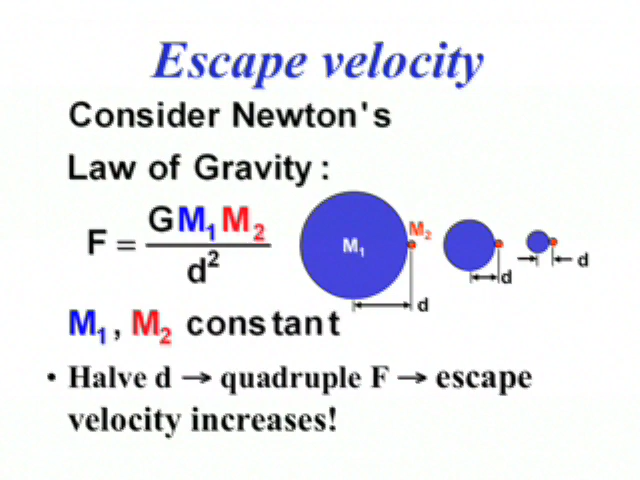 Escape velocity
Consider Newton's
Law of Gravity :
F = GM₁M₂ / d²
M₁
M₂
d
d
d
M₁ , M₂ constant
• Halve d → quadruple F → escape
velocity increases!